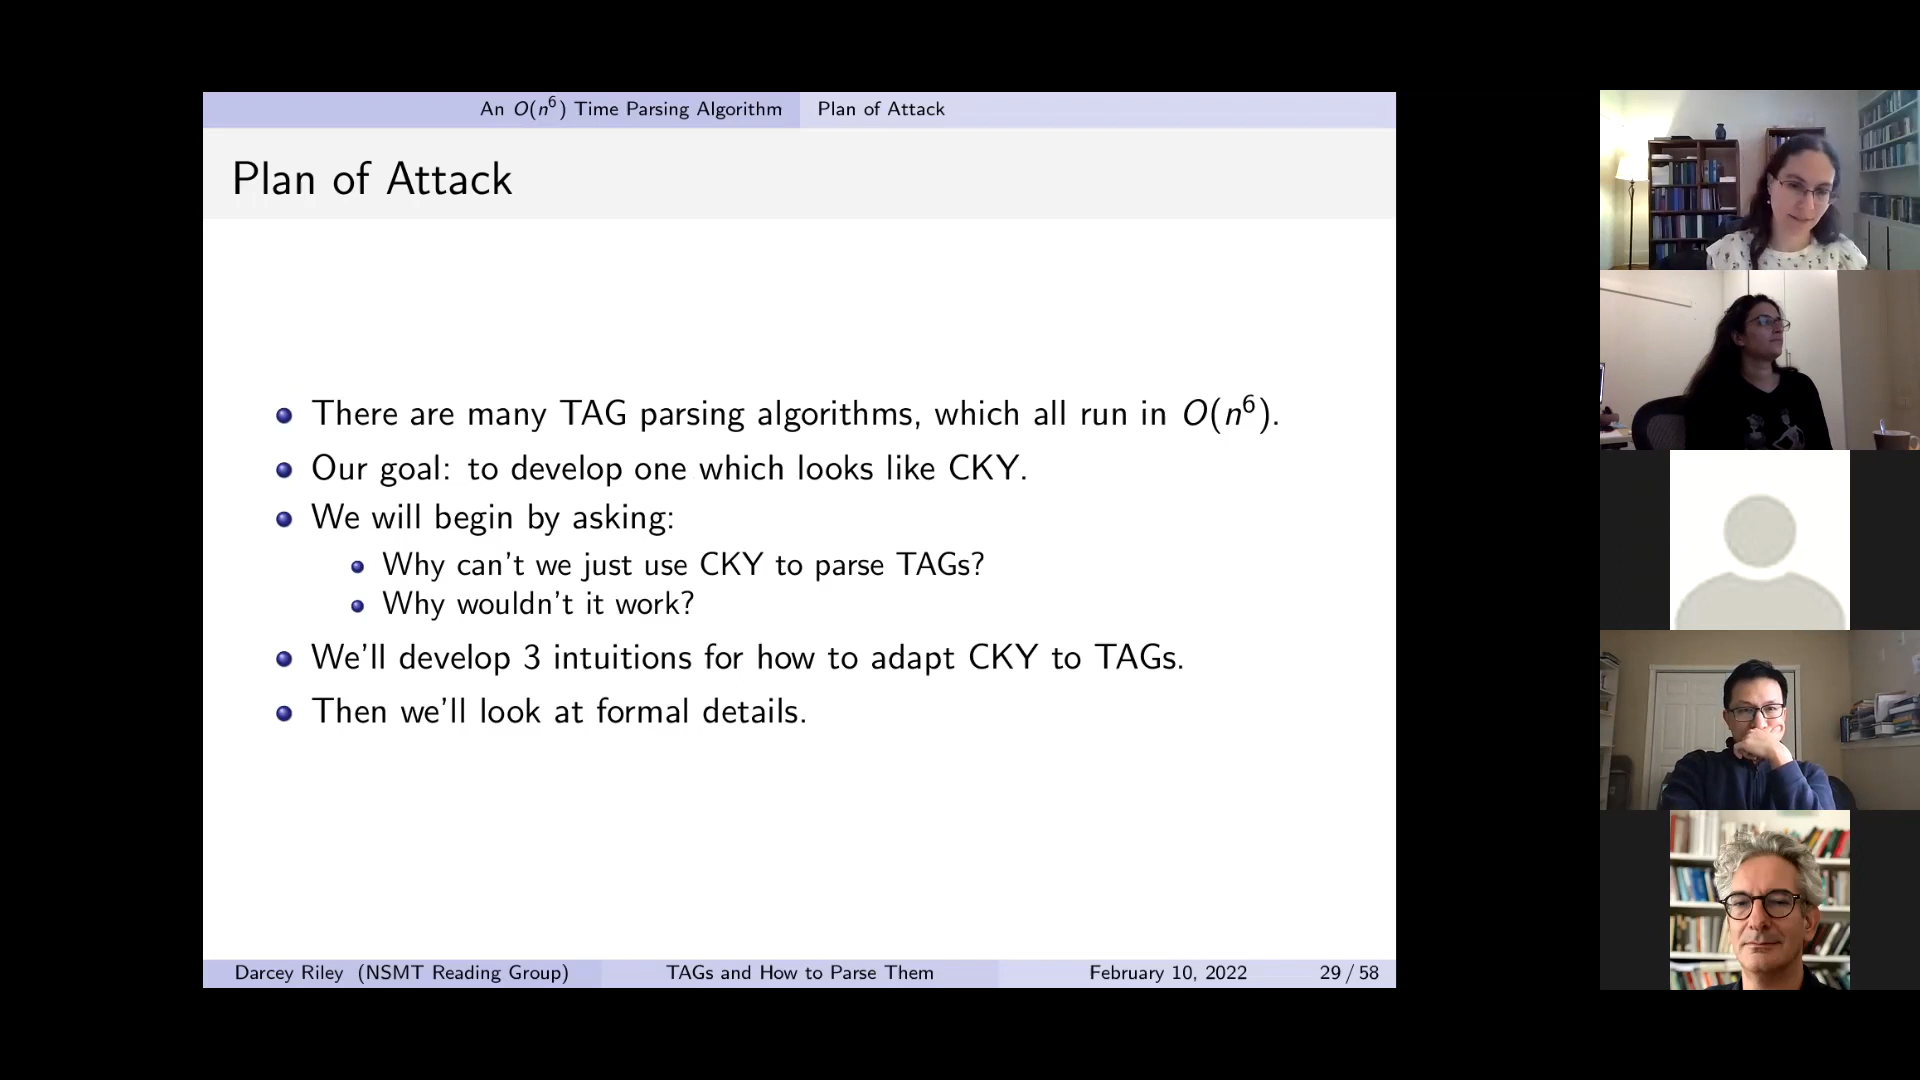 An O(n⁶) Time Parsing Algorithm Plan of Attack
Plan of Attack
There are many TAG parsing algorithms, which all run in O(n⁶).
Our goal: to develop one which looks like CKY.
We will begin by asking:
Why can't we just use CKY to parse TAGs?
Why wouldn't it work?
We'll develop 3 intuitions for how to adapt CKY to TAGs.
Then we'll look at formal details.
Darcey Riley (NSMT Reading Group) TAGs and How to Parse Them February 10, 2022 29 / 58